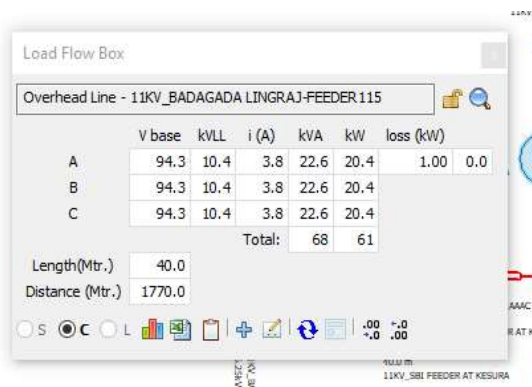 Load Flow Box
Overhead Line - 11KV_BADAGADA LINGRAJ-FEEDER 115
V base kVLL i (A) kVA kW loss (kW)
A 94.3 10.4 3.8 22.6 20.4 1.00 0.0
B 94.3 10.4 3.8 22.6 20.4
C 94.3 10.4 3.8 22.6 20.4
Total: 68 61
Length(Mtr.) 40.0
Distance (Mtr.) 1770.0
S C L .00 +.0
+.0 .00
AAAC
40.0 m
11KV_SBI FEEDER AT KESURA